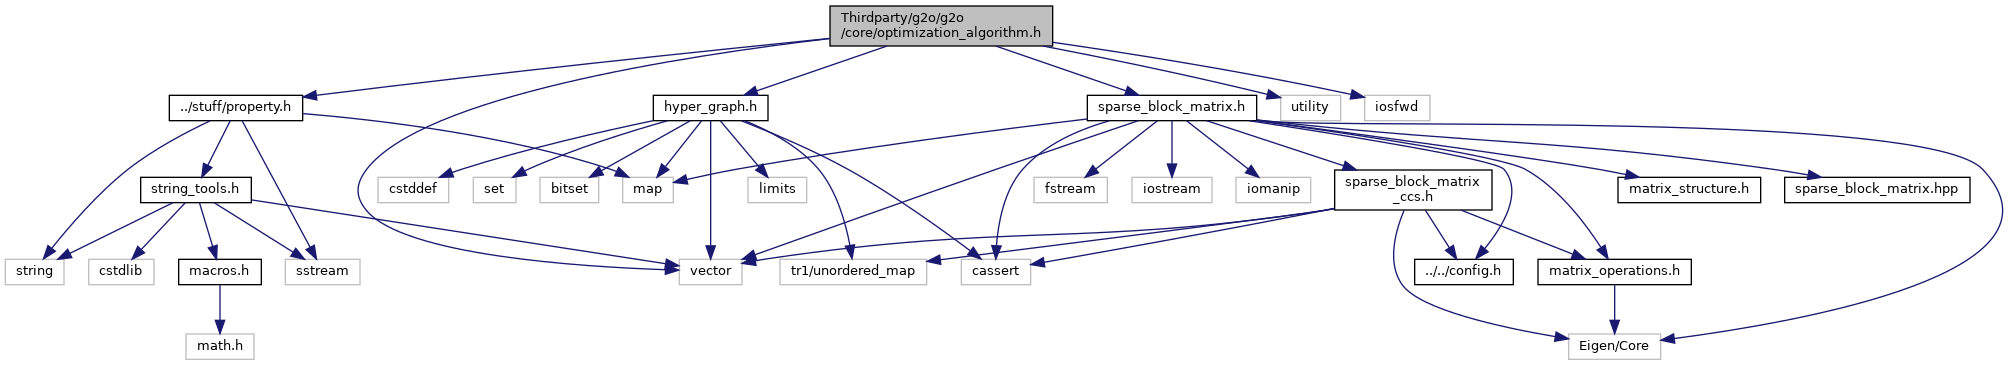 Thirdparty/g2o/g2o
/core/optimization_algorithm.h
../stuff/property.h
hyper_graph.h
sparse_block_matrix.h
utility
iosfwd
string_tools.h
cstddef
set
bitset
map
limits
fstream
iostream
iomanip
sparse_block_matrix
_ccs.h
matrix_structure.h
sparse_block_matrix.hpp
string
cstdlib
macros.h
sstream
vector
tr1/unordered_map
cassert
../../config.h
matrix_operations.h
math.h
Eigen/Core